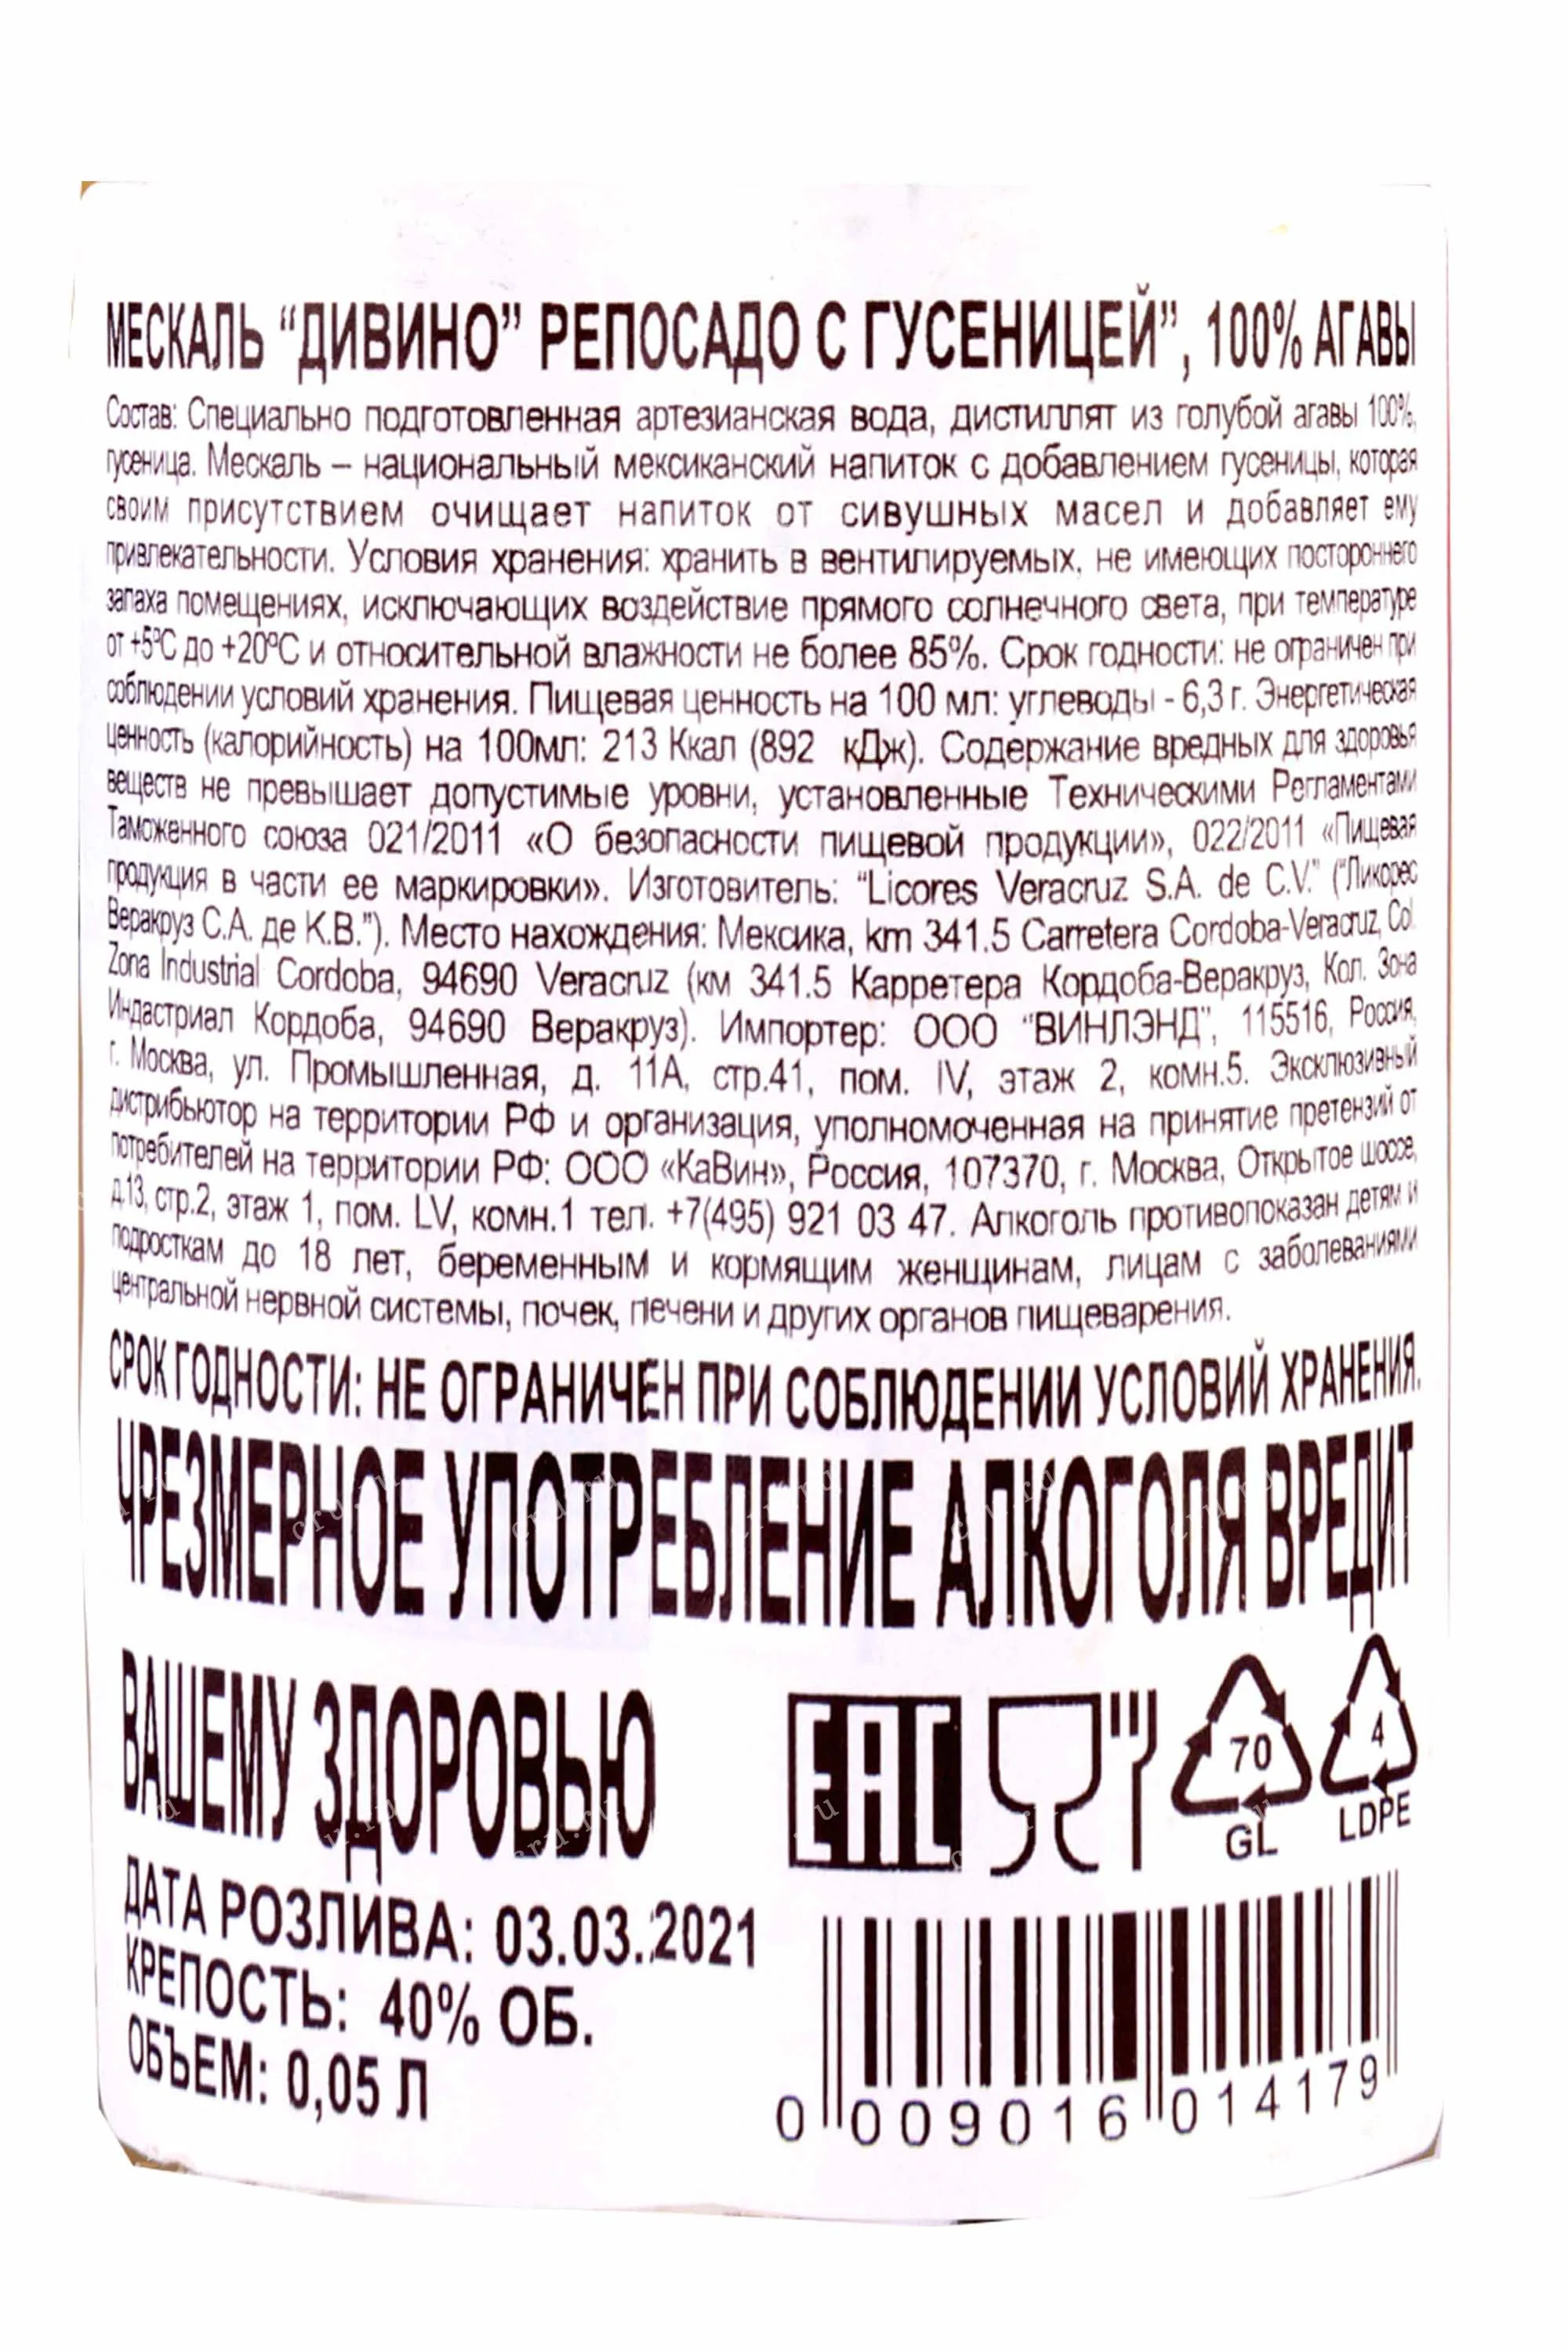 МЕСКАЛЬ “ДИВИНО” РЕПОСАДО С ГУСЕНИЦЕЙ”, 100% АГАВЫ
Состав: Специально подготовленная артезианская вода, дистиллят из голубой агавы 100%,
гусеница. Мескаль – национальный мексиканский напиток с добавлением гусеницы, которая
своим присутствием очищает напиток от сивушных масел и добавляет ему
привлекательности. Условия хранения: хранить в вентилируемых, не имеющих постороннего
запаха помещениях, исключающих воздействие прямого солнечного света, при температуре
от +5°C до +20°C и относительной влажности не более 85%. Срок годности: не ограничен при
соблюдении условий хранения. Пищевая ценность на 100 мл: углеводы - 6,3 г. Энергетическая
ценность (калорийность) на 100мл: 213 Ккал (892 кДж). Содержание вредных для здоровья
веществ не превышает допустимые уровни, установленные Техническими Регламентами
Таможенного союза 021/2011 «О безопасности пищевой продукции», 022/2011 «Пищевая
продукция в части ее маркировки». Изготовитель: “Licores Veracruz S.A. de C.V.” (“Ликорес
Веракруз С.А. де К.В.”). Место нахождения: Мексика, km 341.5 Carretera Cordoba-Veracruz, Col.
Zona Industrial Cordoba, 94690 Veracruz (км 341.5 Карретера Кордоба-Веракруз, Кол. Зона
Индастриал Кордоба, 94690 Веракруз). Импортер: ООО “ВИНЛЭНД”, 115516, Россия,
г. Москва, ул. Промышленная, д. 11А, стр.41, пом. IV, этаж 2, комн.5. Эксклюзивный
дистрибьютор на территории РФ и организация, уполномоченная на принятие претензий от
потребителей на территории РФ: ООО «КаВин», Россия, 107370, г. Москва, Открытое шоссе,
д.13, стр.2, этаж 1, пом. LV, комн.1 тел. +7(495) 921 03 47. Алкоголь противопоказан детям и
подросткам до 18 лет, беременным и кормящим женщинам, лицам с заболеваниями
центральной нервной системы, почек, печени и других органов пищеварения.
СРОК ГОДНОСТИ: НЕ ОГРАНИЧЕН ПРИ СОБЛЮДЕНИИ УСЛОВИЙ ХРАНЕНИЯ.
ЧРЕЗМЕРНОЕ УПОТРЕБЛЕНИЕ АЛКОГОЛЯ ВРЕДИТ
ВАШЕМУ ЗДОРОВЬЮ
EAC
70
GL
4
LDPE
ДАТА РОЗЛИВА: 03.03.2021
КРЕПОСТЬ: 40% ОБ.
ОБЪЕМ: 0,05 Л
0 009016 014179